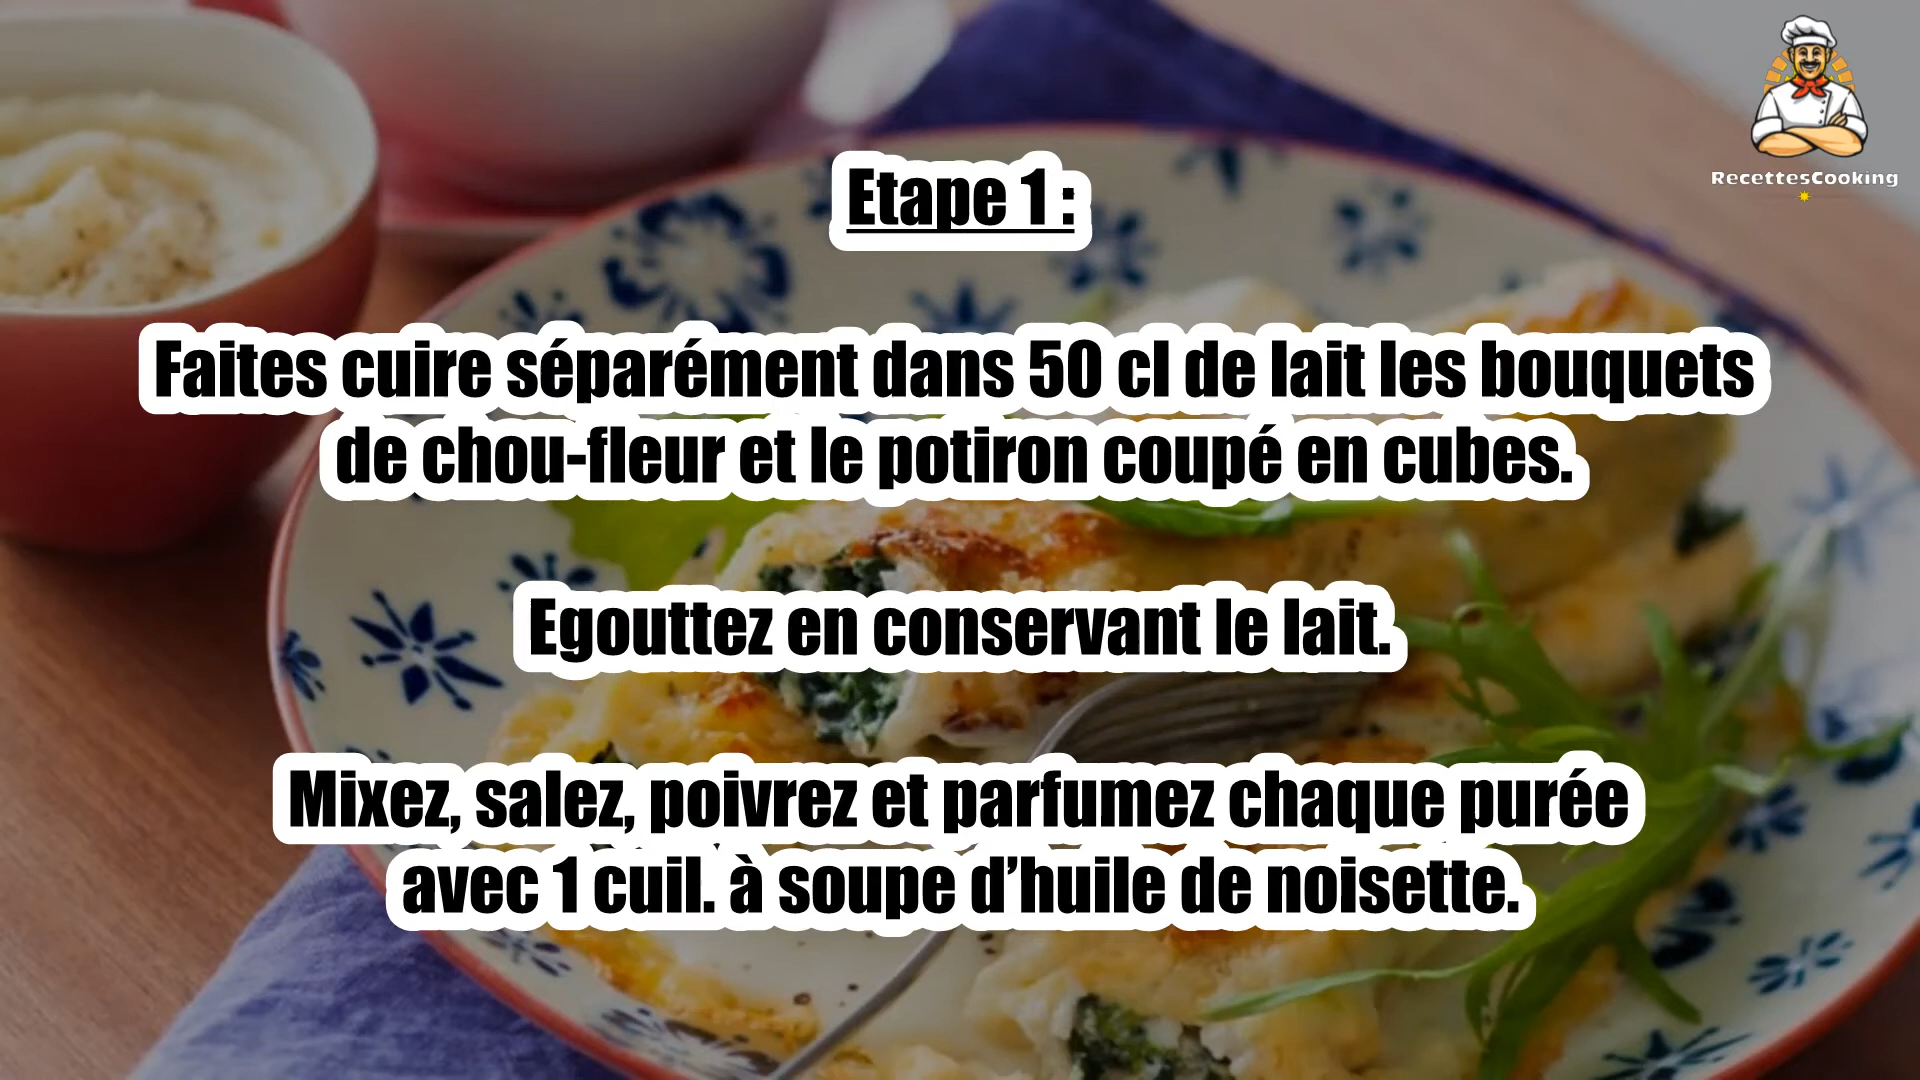 RecettesCooking
Etape 1 :
Faites cuire séparément dans 50 cl de lait les bouquets
de chou-fleur et le potiron coupé en cubes.
Egouttez en conservant le lait.
Mixez, salez, poivrez et parfumez chaque purée
avec 1 cuil. à soupe d’huile de noisette.